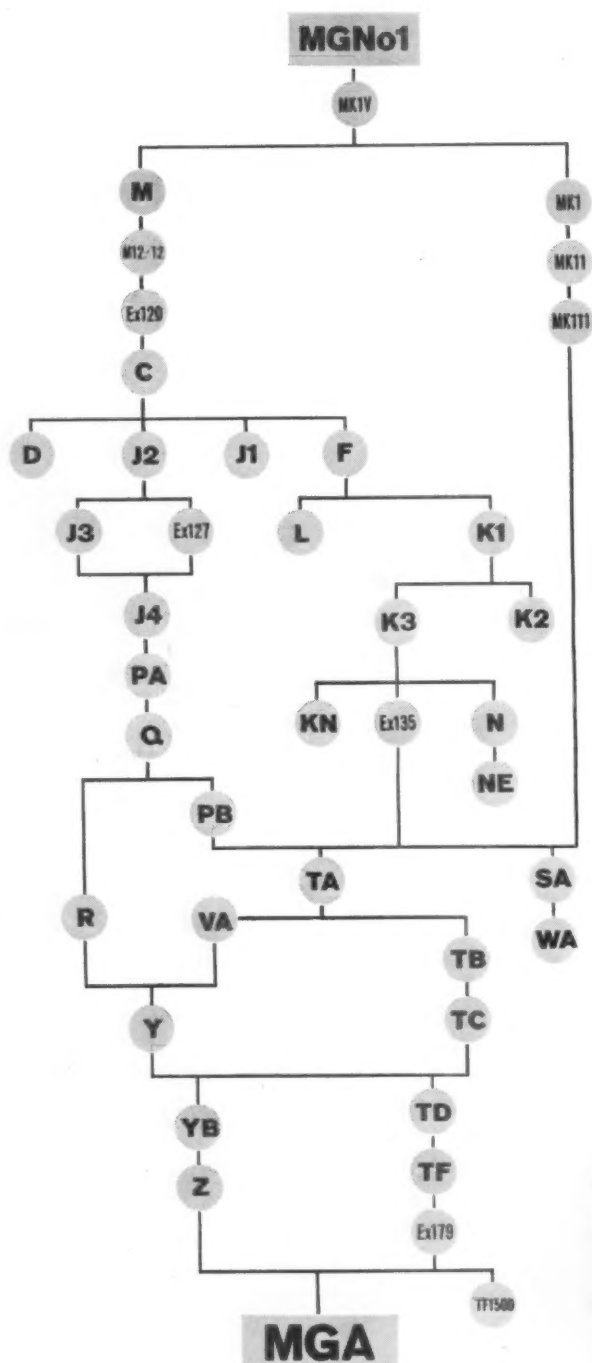 MGNo1
MK1V
M
MK1
M12-12
MK11
Ex120
MK111
C
D
J2
J1
F
J3
Ex127
L
K1
K3
K2
J4
PA
KN
Ex135
N
Q
NE
PB
TA
SA
R
VA
WA
TB
TC
Y
YB
TD
TF
Z
Ex179
TF1500
MGA